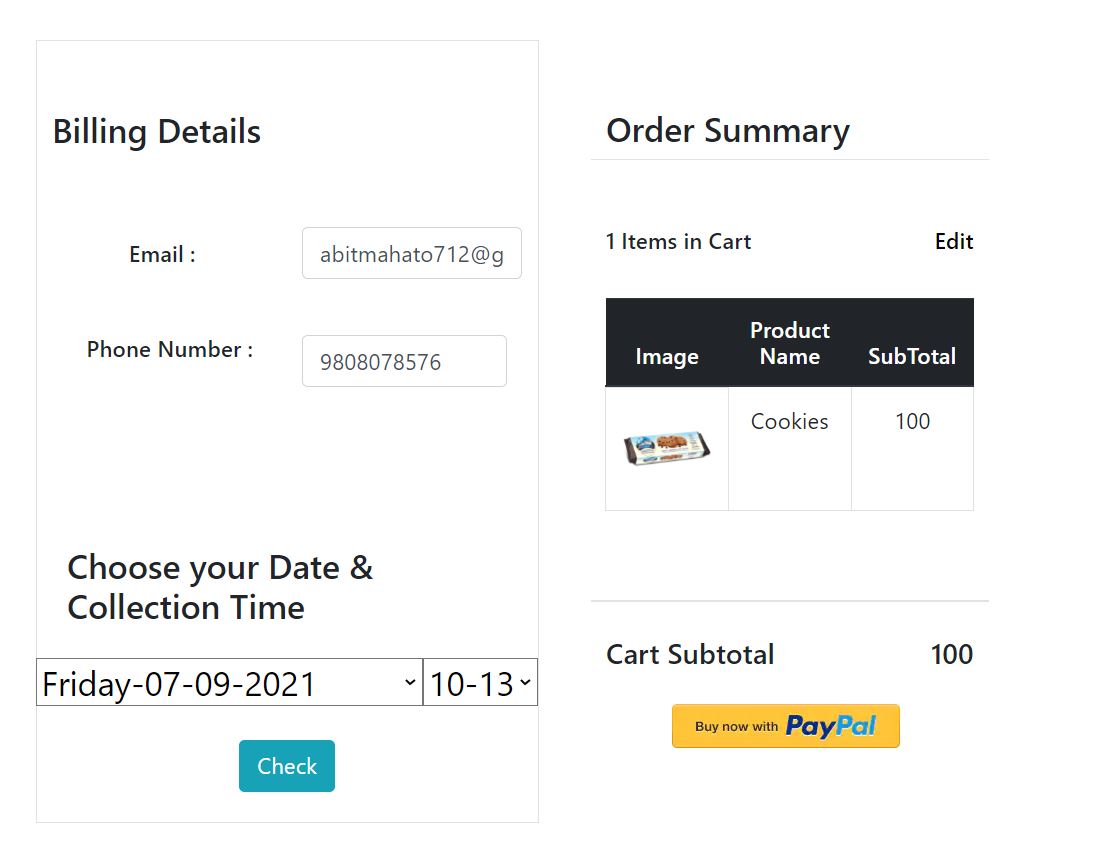 Billing Details
Email :
abitmahato712@g
Phone Number :
9808078576
Choose your Date &
Collection Time
Friday-07-09-2021
10-13
Check
Order Summary
1 Items in Cart
Edit
Image
Product
Name
SubTotal
Cookies
100
Cart Subtotal
100
Buy now with PayPal